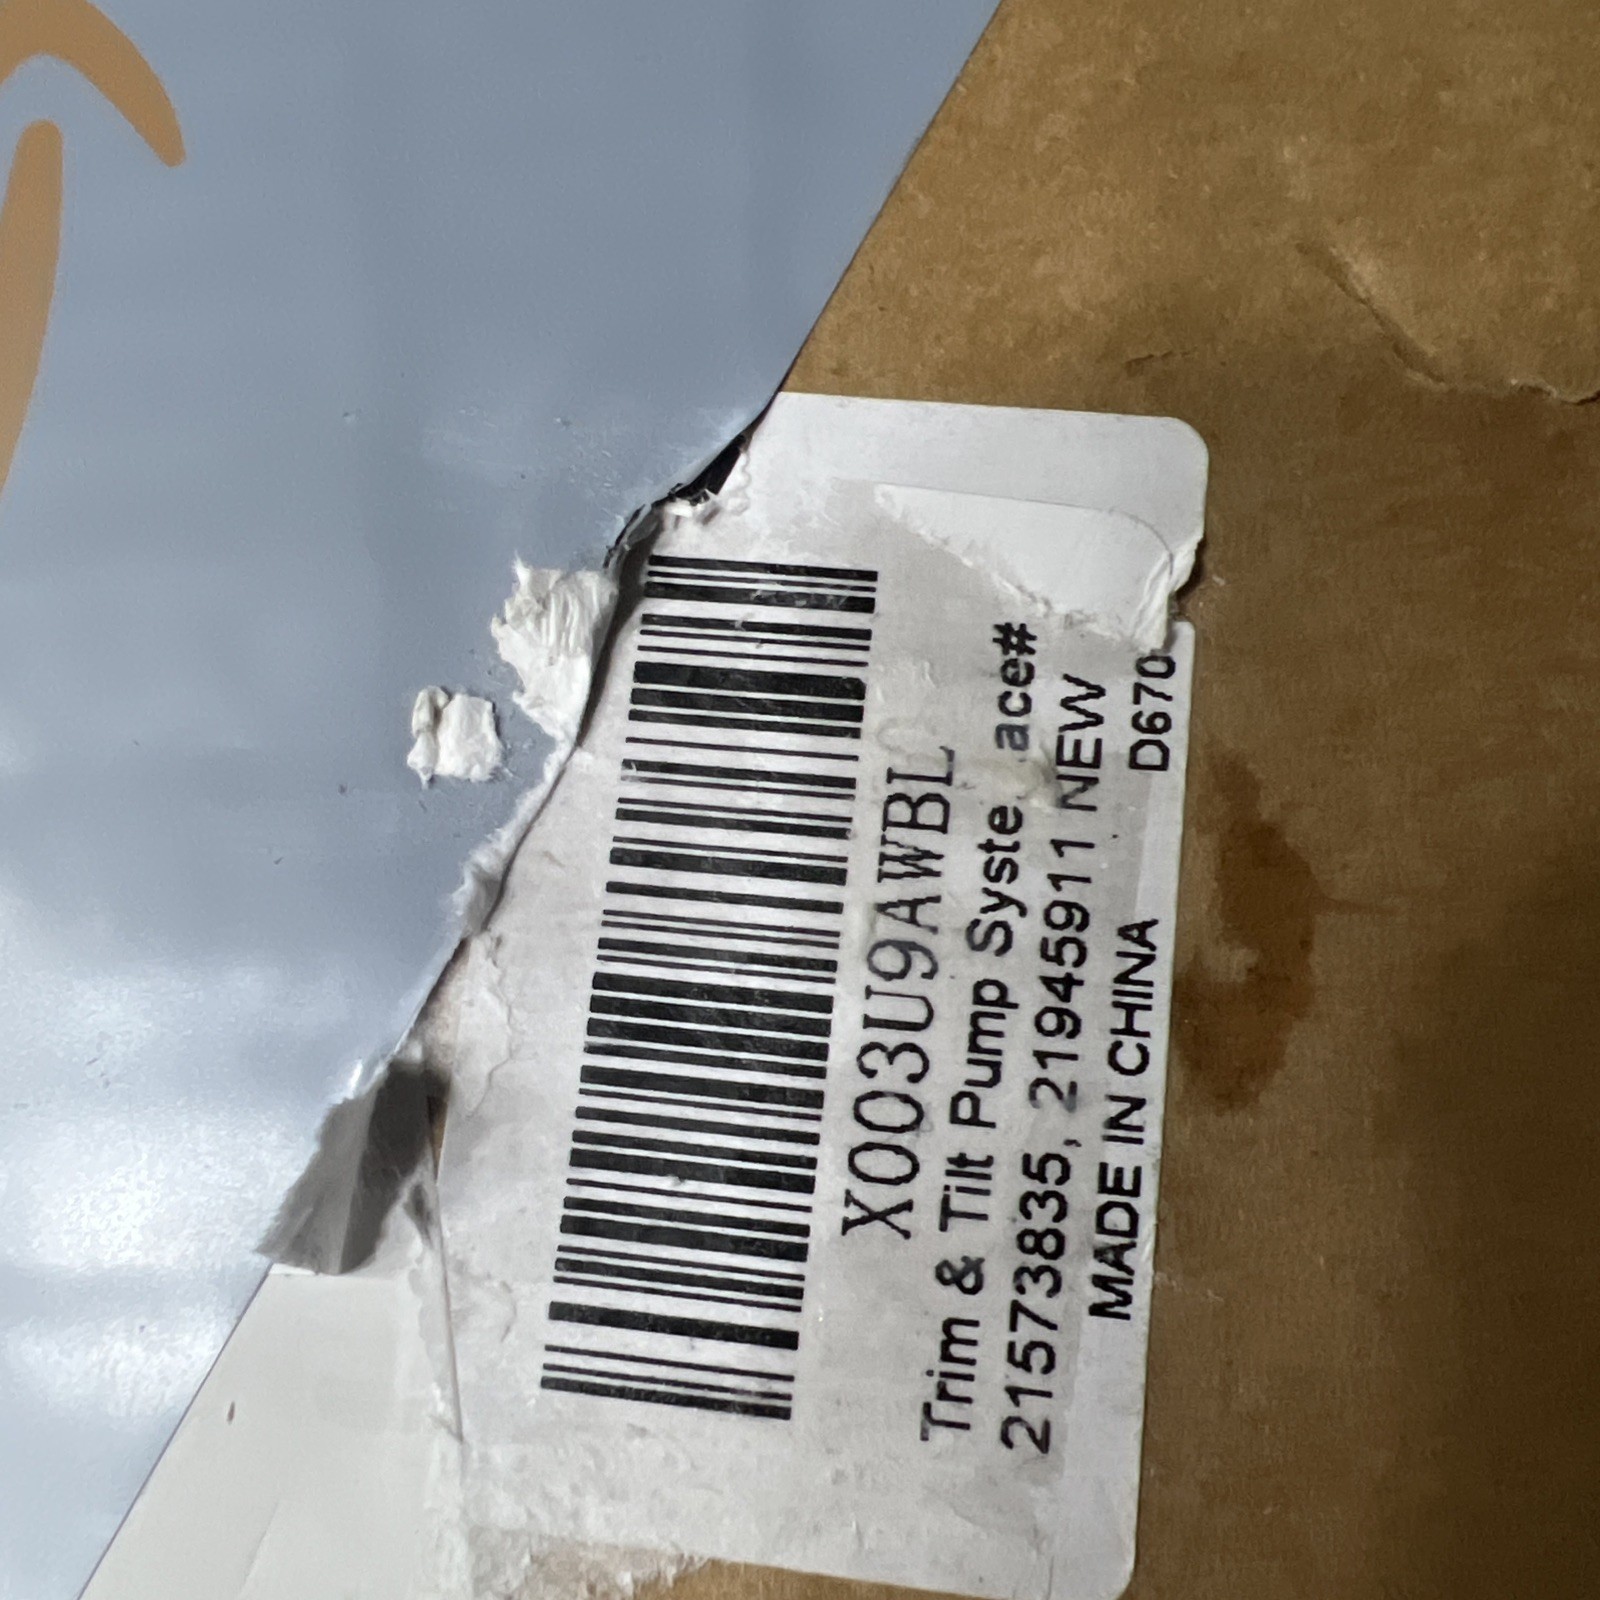 X003U9AWBL
Trim & Tilt Pump Syste ace#
21573835, 21945911 NEW
MADE IN CHINA D670